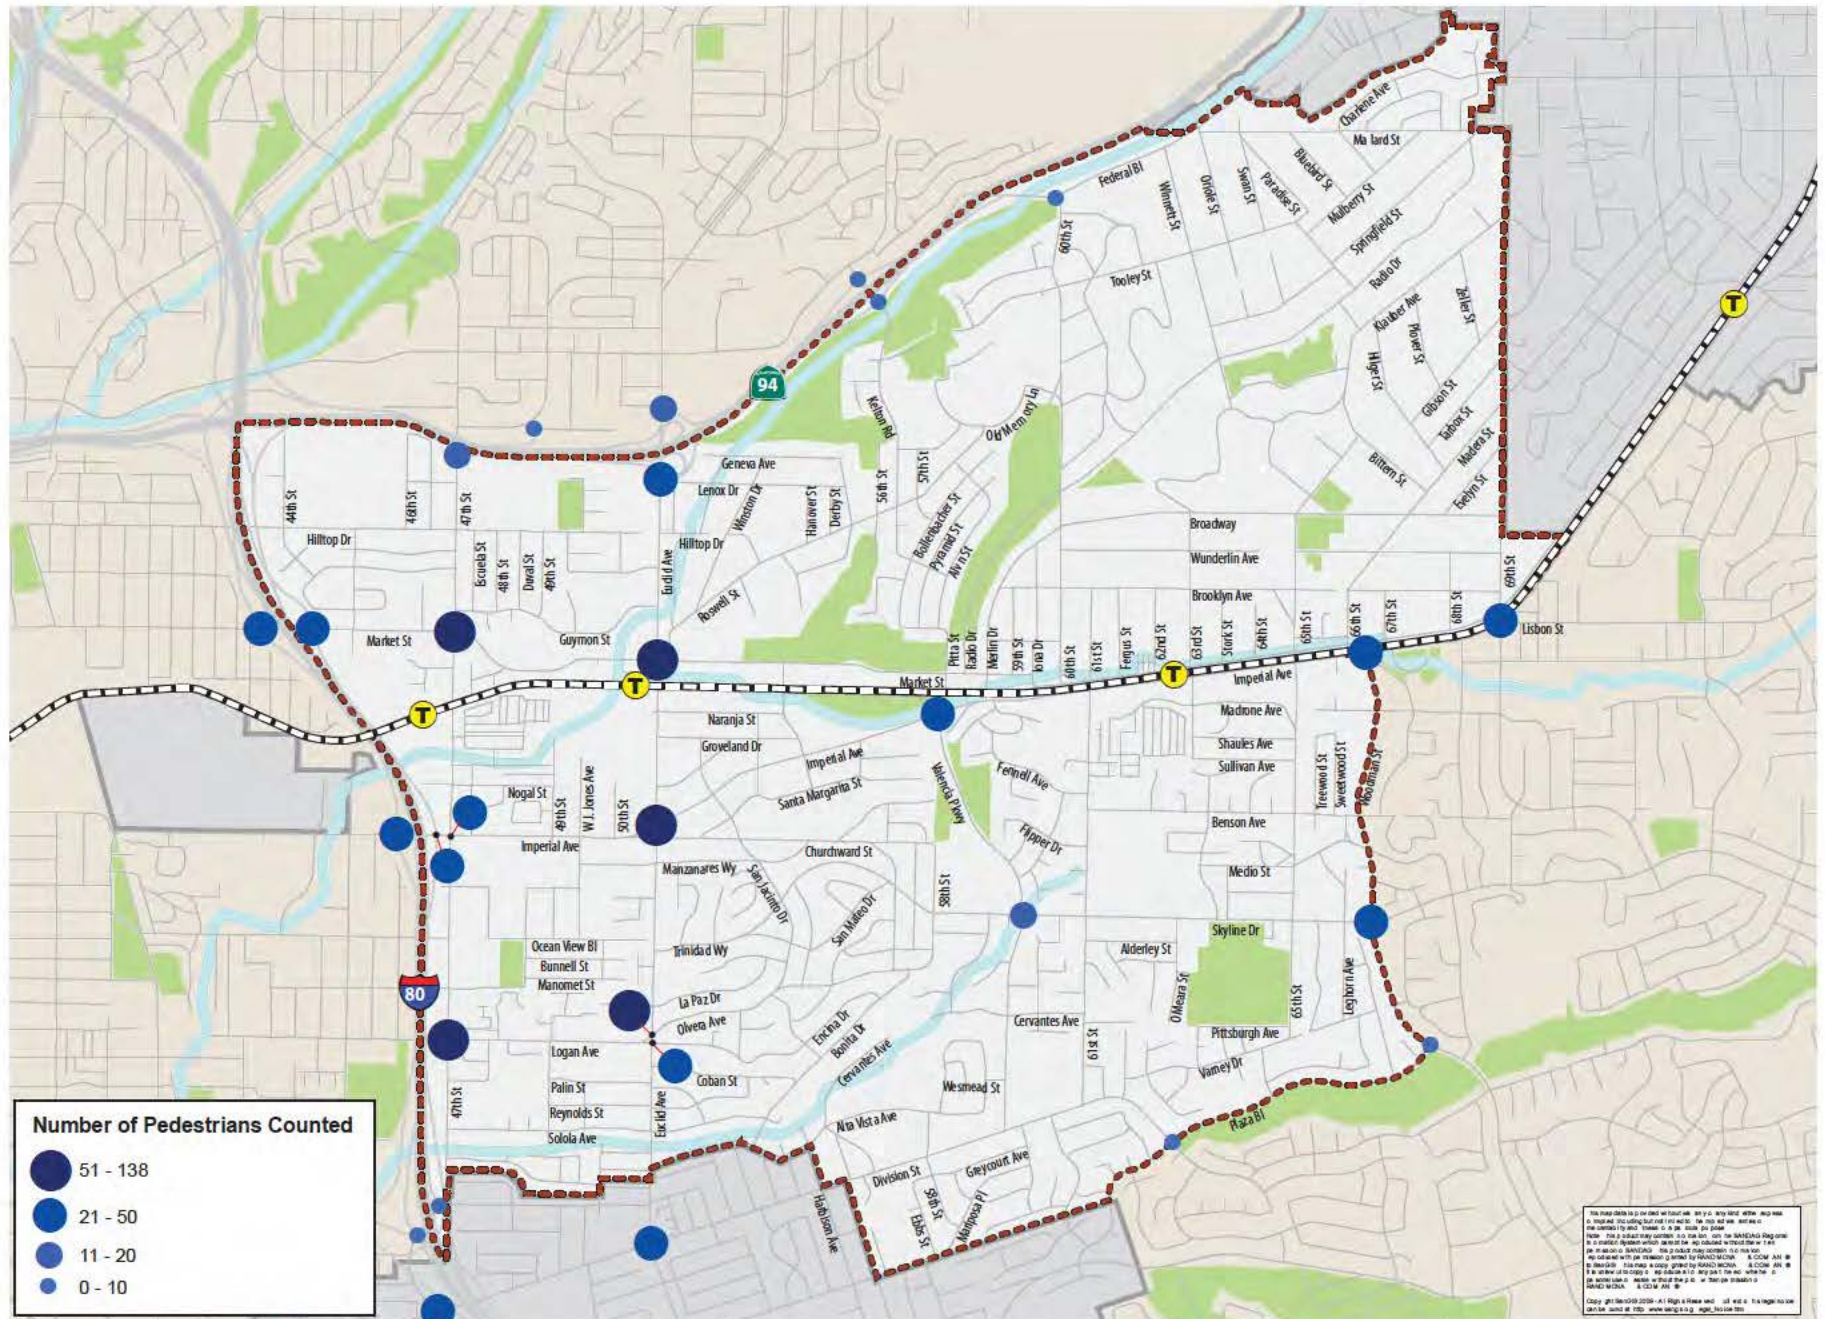 Charlene Ave
Ma lard St
Federal Bl
Bluebird St
Winnett St
Oriole St
Swan St
Paradise St
Mulberry St
Springfield St
60th St
Tooley St
Radio Dr
Zeller St
Klauber Ave
Plover St
Hilger St
94
Gibson St
Tarbox St
Madera St
Kelton Rd
Old Memory Ln
Geneva Ave
Lenox Dr
57th St
56th St
Bittern St
Evelyn St
44th St
46th St
47th St
Winston Dr
Hanover St
Derby St
Broadway
Hilltop Dr
Hilltop Dr
Bollenbacher St
Pyramid St
Alvin St
Wunderlin Ave
Escuela St
48th St
Duval St
49th St
Euclid Ave
69th St
Brooklyn Ave
Roswell St
Market St
Guymon St
Pitta St
Radio Dr
Merlin Dr
59th St
Iona Dr
60th St
61st St
Fergus St
62nd St
63rd St
Stork St
64th St
65th St
66th St
67th St
68th St
Lisbon St
T
T
T
T
Market St
Imperial Ave
Naranja St
Madrone Ave
Groveland Dr
Shaules Ave
Imperial Ave
Sullivan Ave
Fennell Ave
Valencia Pkwy
Treewood St
Sweetwood St
Woodman St
Nogal St
49th St
W.J. Jones Ave
50th St
Santa Margarita St
Benson Ave
Flipper Dr
Imperial Ave
Churchward St
Manzanares Wy
San Jacinto Dr
Medio St
58th St
San Mateo Dr
Skyline Dr
Ocean View Bl
Trinidad Wy
Alderley St
Bunnell St
Manomet St
80
La Paz Dr
O Meara St
65th St
Leghorn Ave
Olvera Ave
Encina Dr
Bonita Dr
Cervantes Ave
Cervantes Ave
61st St
Pittsburgh Ave
Logan Ave
Varney Dr
Coban St
Palin St
Wesmead St
47th St
Reynolds St
Euclid Ave
Alta Vista Ave
Plaza Bl
Solola Ave
Division St
Greycourt Ave
58th St
Ebbs St
Mariposa Pl
Harbison Ave
Number of Pedestrians Counted
51 - 138
21 - 50
11 - 20
0 - 10